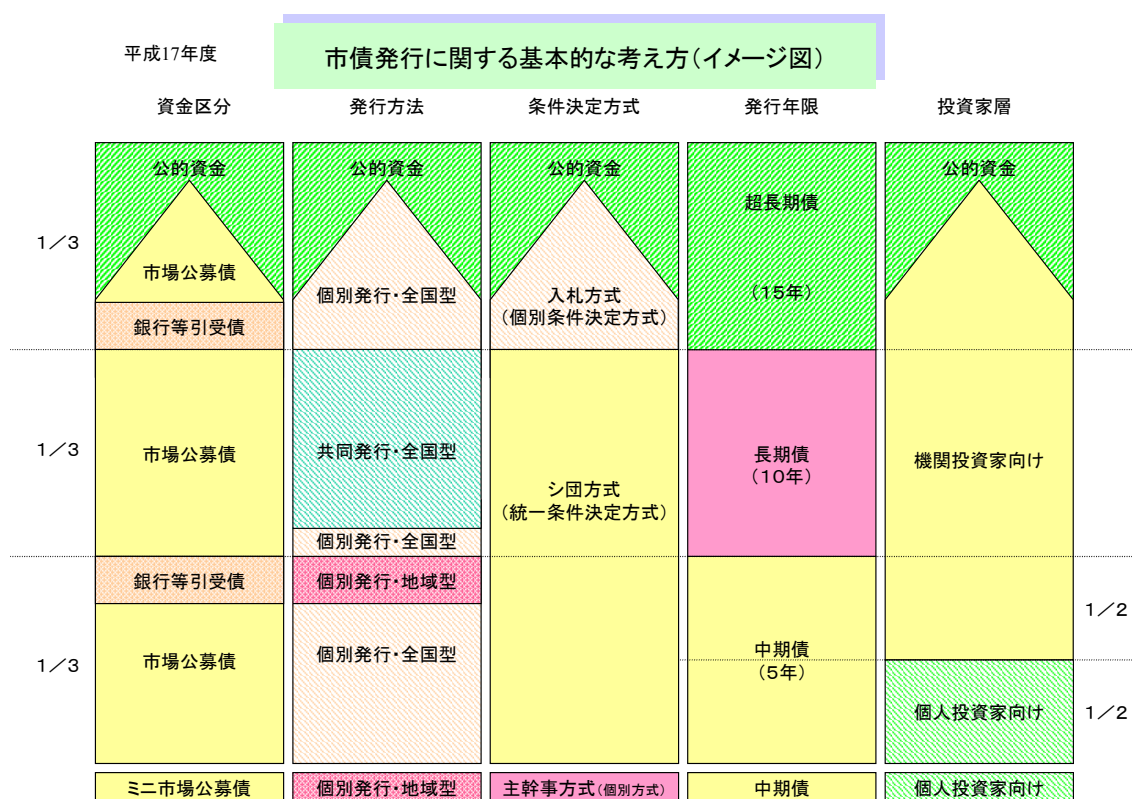 平成17年度
市債発行に関する基本的な考え方(イメージ図)
資金区分
発行方法
条件決定方式
発行年限
投資家層
公的資金
公的資金
公的資金
超長期債
公的資金
1/3
市場公募債
個別発行・全国型
入札方式
(個別条件決定方式)
(15年)
銀行等引受債
1/3
市場公募債
共同発行・全国型
シ団方式
(統一条件決定方式)
長期債
(10年)
機関投資家向け
個別発行・全国型
銀行等引受債
個別発行・地域型
1/2
1/3
市場公募債
個別発行・全国型
中期債
(5年)
個人投資家向け
1/2
ミニ市場公募債
個別発行・地域型
主幹事方式(個別方式)
中期債
個人投資家向け